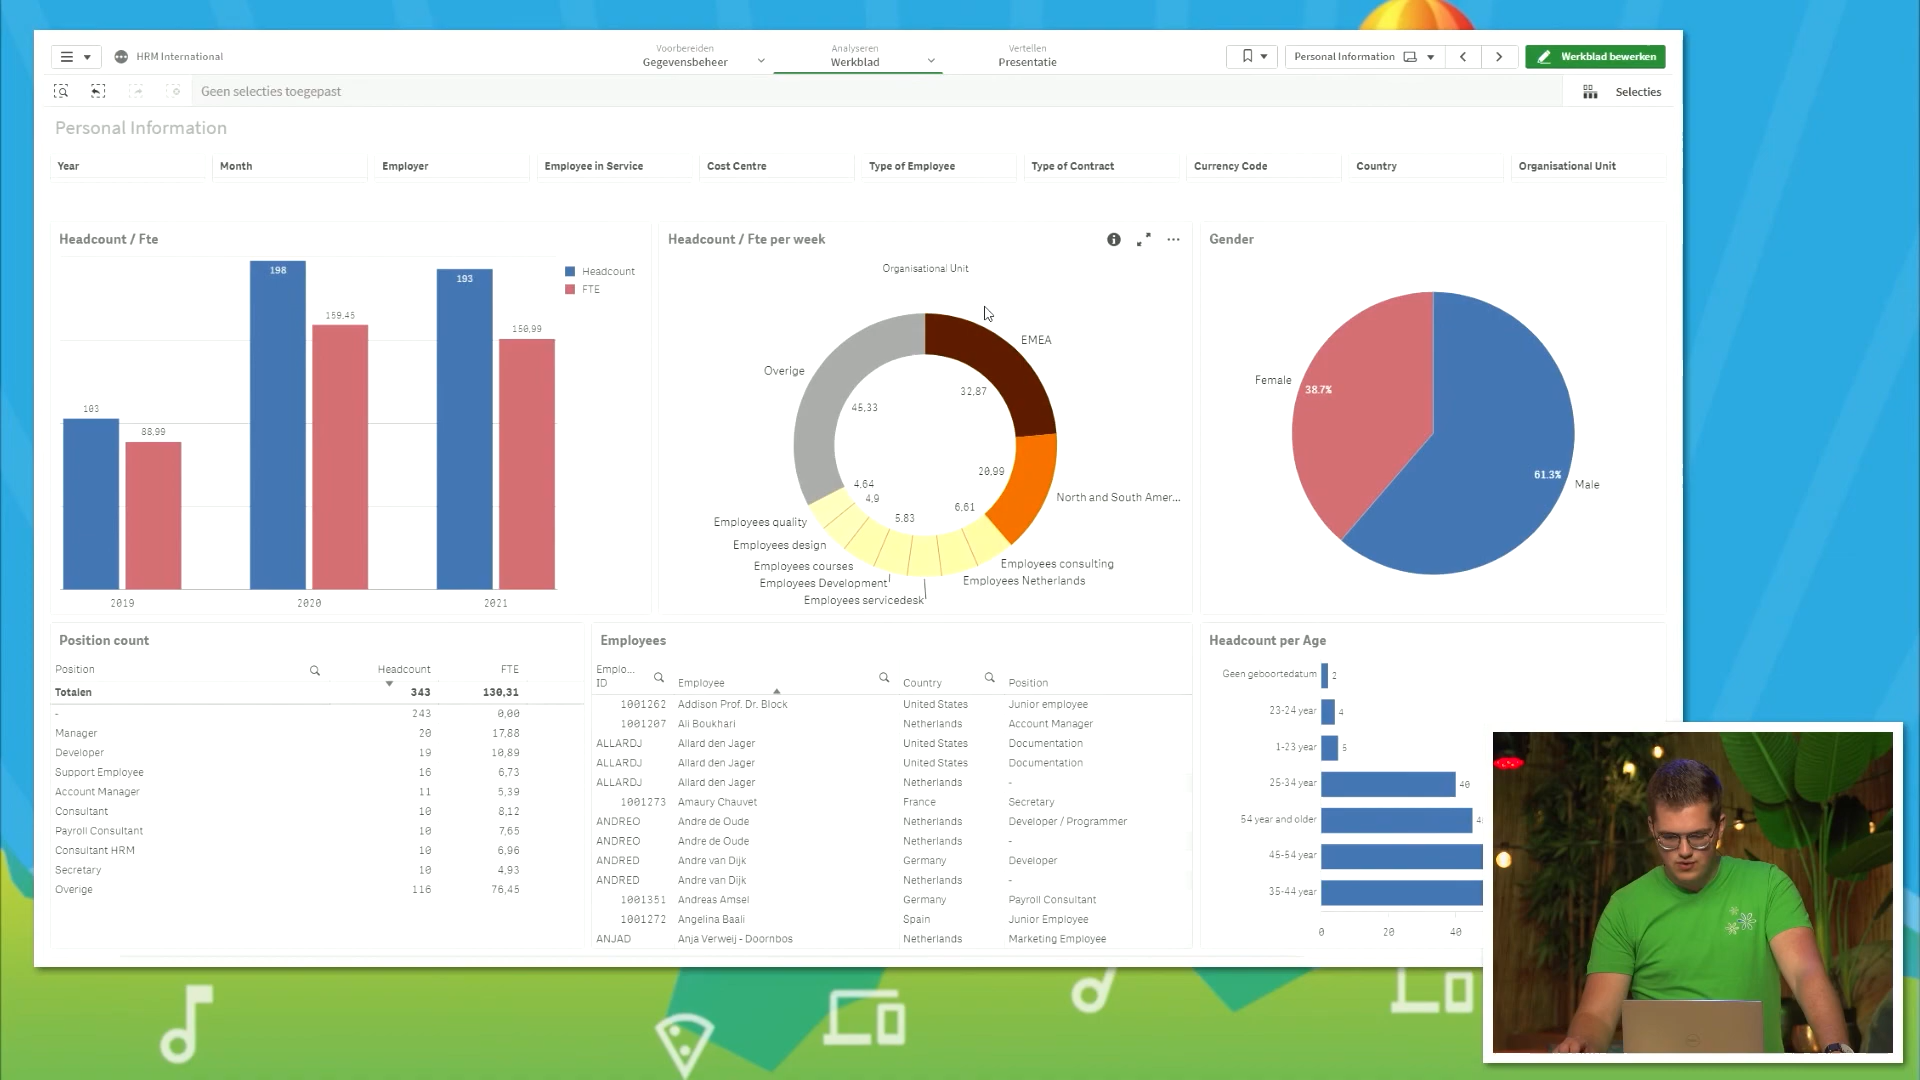 HRM International
Voorbereiden
Gegevensbeheer
Analyseren
Werkblad
Vertellen
Presentatie
Personal Information
Werkblad bewerken
Geen selecties toegepast
Selecties
Personal Information
Year
Month
Employer
Employee in Service
Cost Centre
Type of Employee
Type of Contract
Currency Code
Country
Organisational Unit
Headcount / Fte
Headcount
FTE
198
193
159,45
150,99
103
88,99
2019
2020
2021
Headcount / Fte per week
Organisational Unit
EMEA
Overige
32,87
45,33
20,99
4,64
4,9
6,61
5,83
North and South Amer...
Employees quality
Employees design
Employees courses
Employees Development
Employees servicedesk
Employees consulting
Employees Netherlands
Gender
Female
38.7%
61.3%
Male
Position count
Position Headcount FTE
Totalen 343 130,31
- 243 0,00
Manager 20 17,88
Developer 19 10,89
Support Employee 16 6,73
Account Manager 11 5,39
Consultant 10 8,12
Payroll Consultant 10 7,65
Consultant HRM 10 6,96
Secretary 10 4,93
Overige 116 76,45
Employees
Emplo...
ID Employee Country Position
1001262 Addison Prof. Dr. Block United States Junior employee
1001207 Ali Boukhari Netherlands Account Manager
ALLARDJ Allard den Jager United States Documentation
ALLARDJ Allard den Jager United States Documentation
ALLARDJ Allard den Jager Netherlands -
1001273 Amaury Chauvet France Secretary
ANDREO Andre de Oude Netherlands Developer / Programmer
ANDREO Andre de Oude Netherlands -
ANDRED Andre van Dijk Germany Developer
ANDRED Andre van Dijk Netherlands -
1001351 Andreas Amsel Germany Payroll Consultant
1001272 Angelina Baali Spain Junior Employee
ANJAD Anja Verweij - Doornbos Netherlands Marketing Employee
Headcount per Age
Geen geboortedatum 2
23-24 year 4
1-23 year 5
25-34 year 40
54 year and older
45-54 year
35-44 year
0 20 40